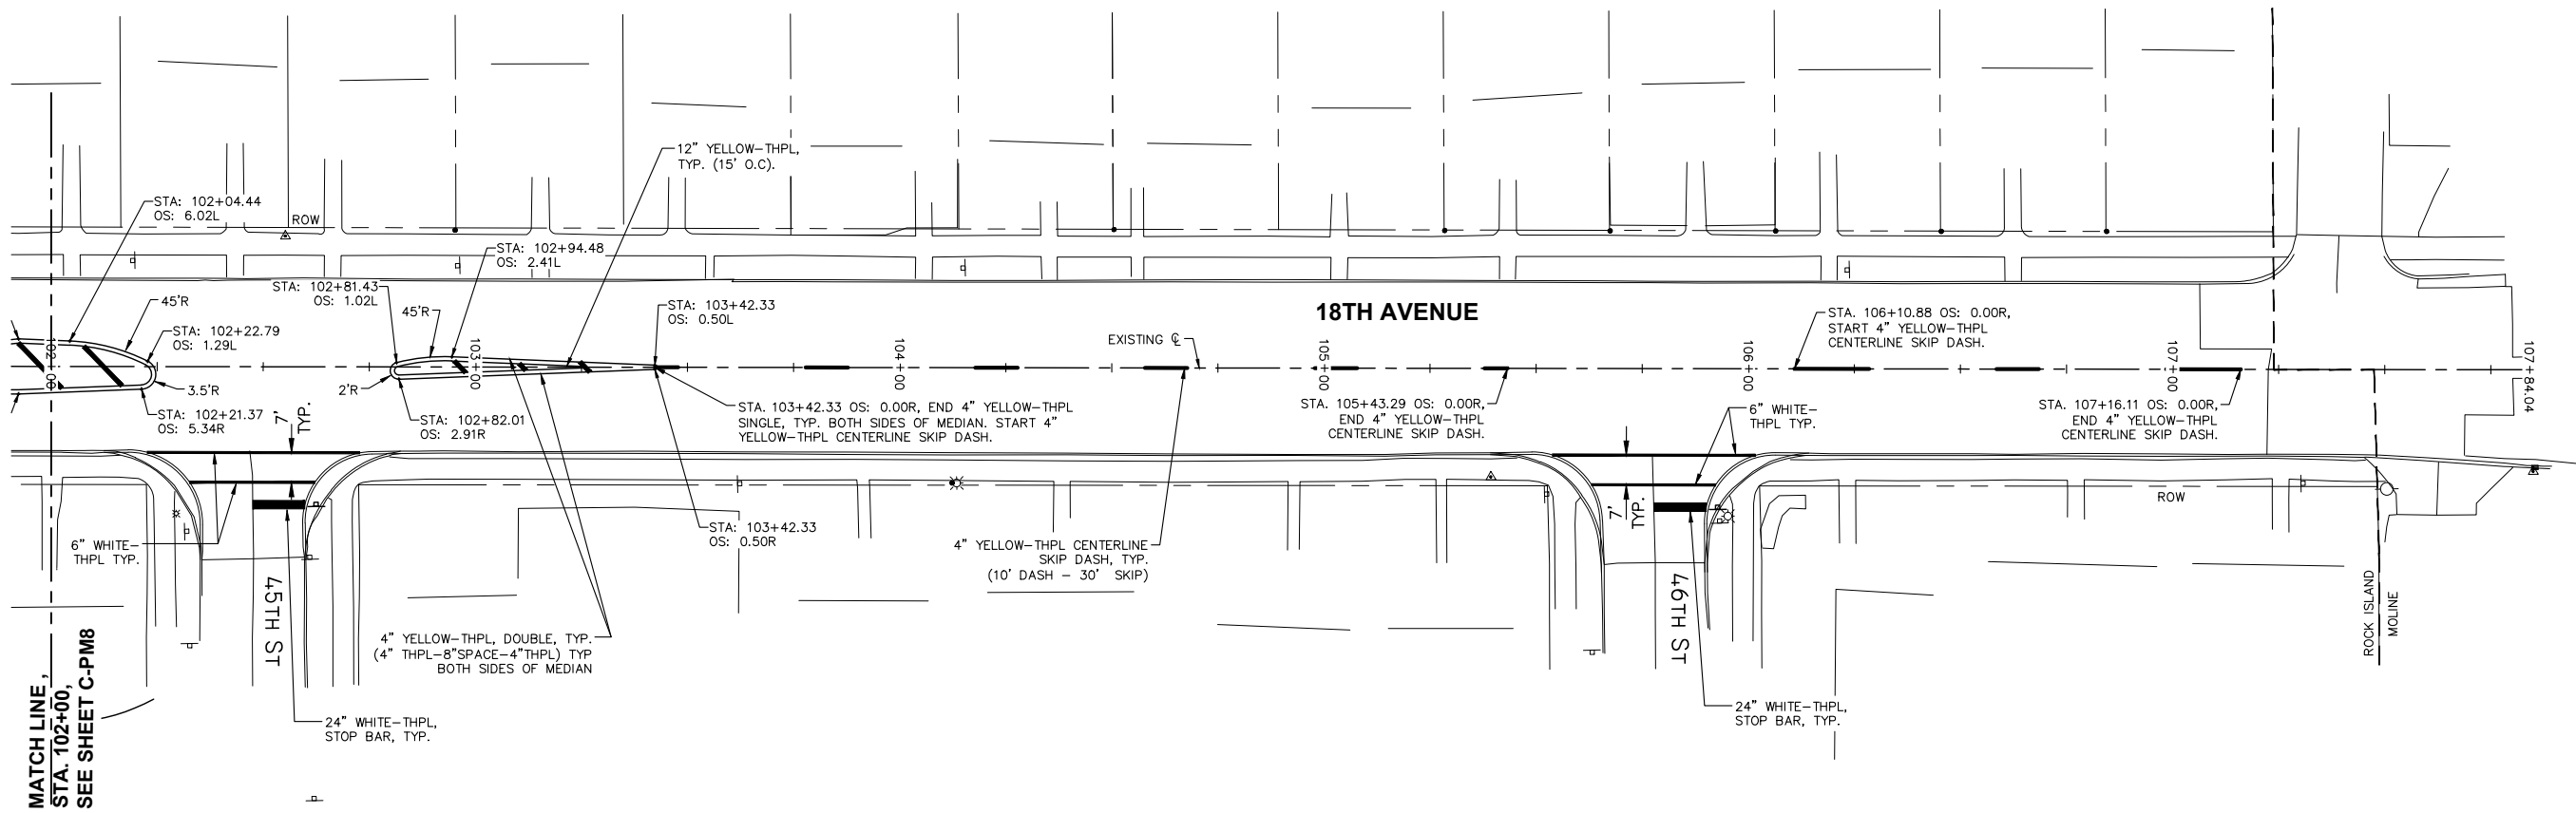 12" YELLOW-THPL,
TYP. (15' O.C).
STA: 102+04.44
OS: 6.02L
ROW
STA: 102+94.48
OS: 2.41L
STA: 102+81.43
OS: 1.02L
45'R
45'R
STA: 103+42.33
OS: 0.50L
STA: 102+22.79
OS: 1.29L
18TH AVENUE
STA. 106+10.88 OS: 0.00R,
START 4" YELLOW-THPL
CENTERLINE SKIP DASH.
EXISTING ℄
102+00
103+00
104+00
105+00
106+00
107+00
107+84.04
3.5'R
2'R
STA: 102+21.37
OS: 5.34R
7'
TYP.
STA: 102+82.01
OS: 2.91R
STA. 103+42.33 OS: 0.00R, END 4" YELLOW-THPL
SINGLE, TYP. BOTH SIDES OF MEDIAN. START 4"
YELLOW-THPL CENTERLINE SKIP DASH.
STA. 105+43.29 OS: 0.00R,
END 4" YELLOW-THPL
CENTERLINE SKIP DASH.
6" WHITE-
THPL TYP.
STA. 107+16.11 OS: 0.00R,
END 4" YELLOW-THPL
CENTERLINE SKIP DASH.
ROW
7'
TYP.
STA: 103+42.33
OS: 0.50R
6" WHITE-
THPL TYP.
4" YELLOW-THPL CENTERLINE
SKIP DASH, TYP.
(10' DASH - 30' SKIP)
45TH ST
46TH ST
ROCK ISLAND
MOLINE
4" YELLOW-THPL, DOUBLE, TYP.
(4" THPL-8"SPACE-4"THPL) TYP
BOTH SIDES OF MEDIAN
24" WHITE-THPL,
STOP BAR, TYP.
24" WHITE-THPL,
STOP BAR, TYP.
MATCH LINE,
STA. 102+00,
SEE SHEET C-PM8